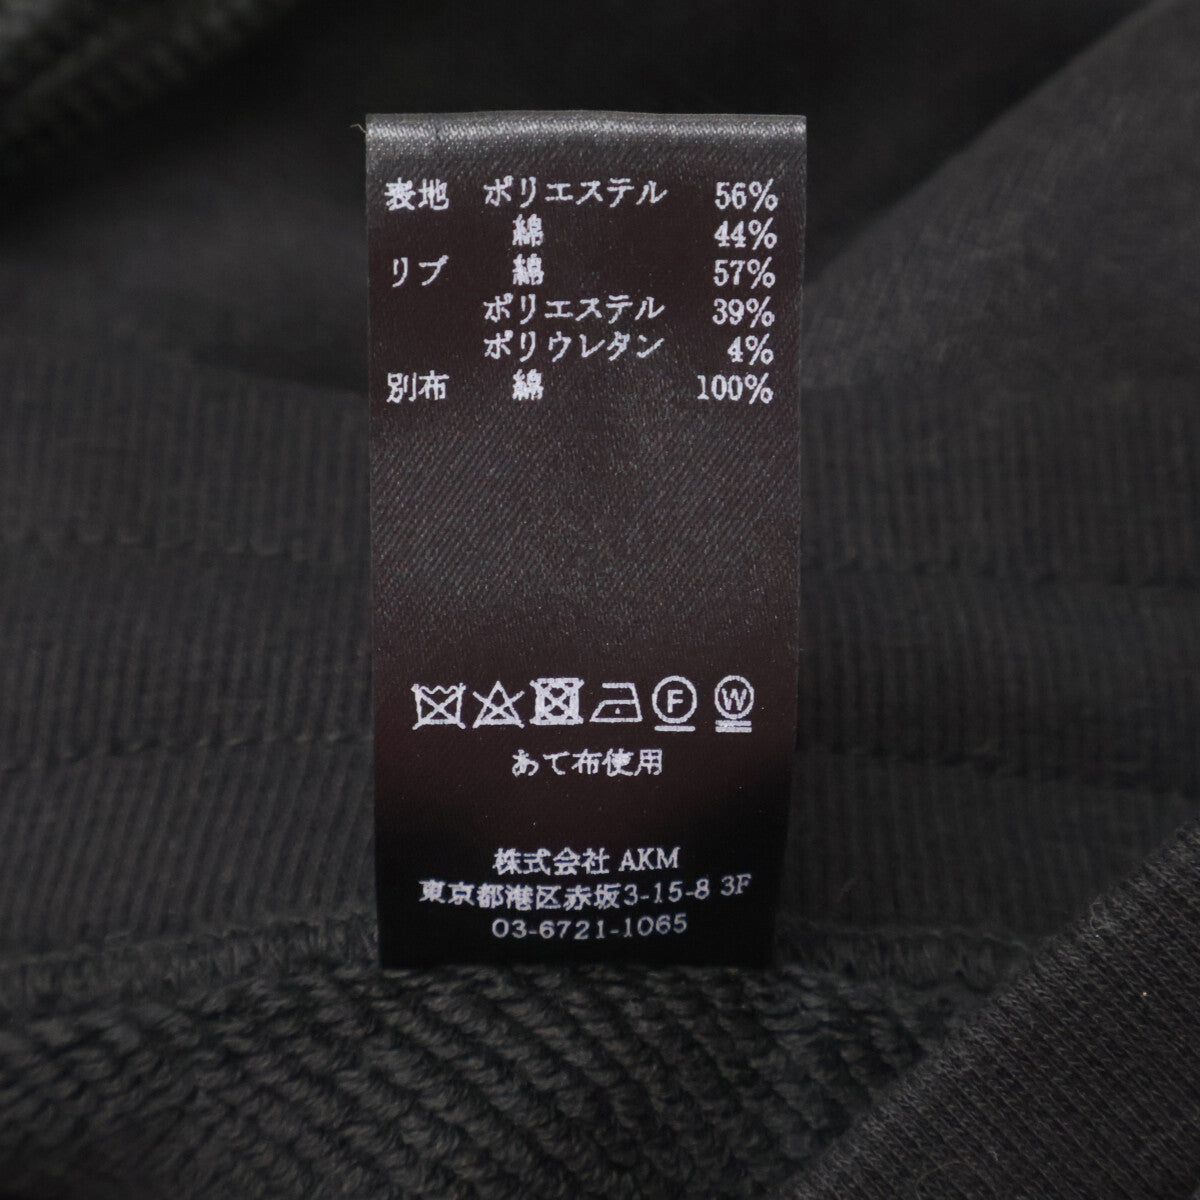 表地 ポリエステル 56%
綿 44%
リブ 綿 57%
ポリエステル 39%
ポリウレタン 4%
別布 綿 100%
F W
あて布使用
株式会社 AKM
東京都港区赤坂3-15-8 3F
03-6721-1065